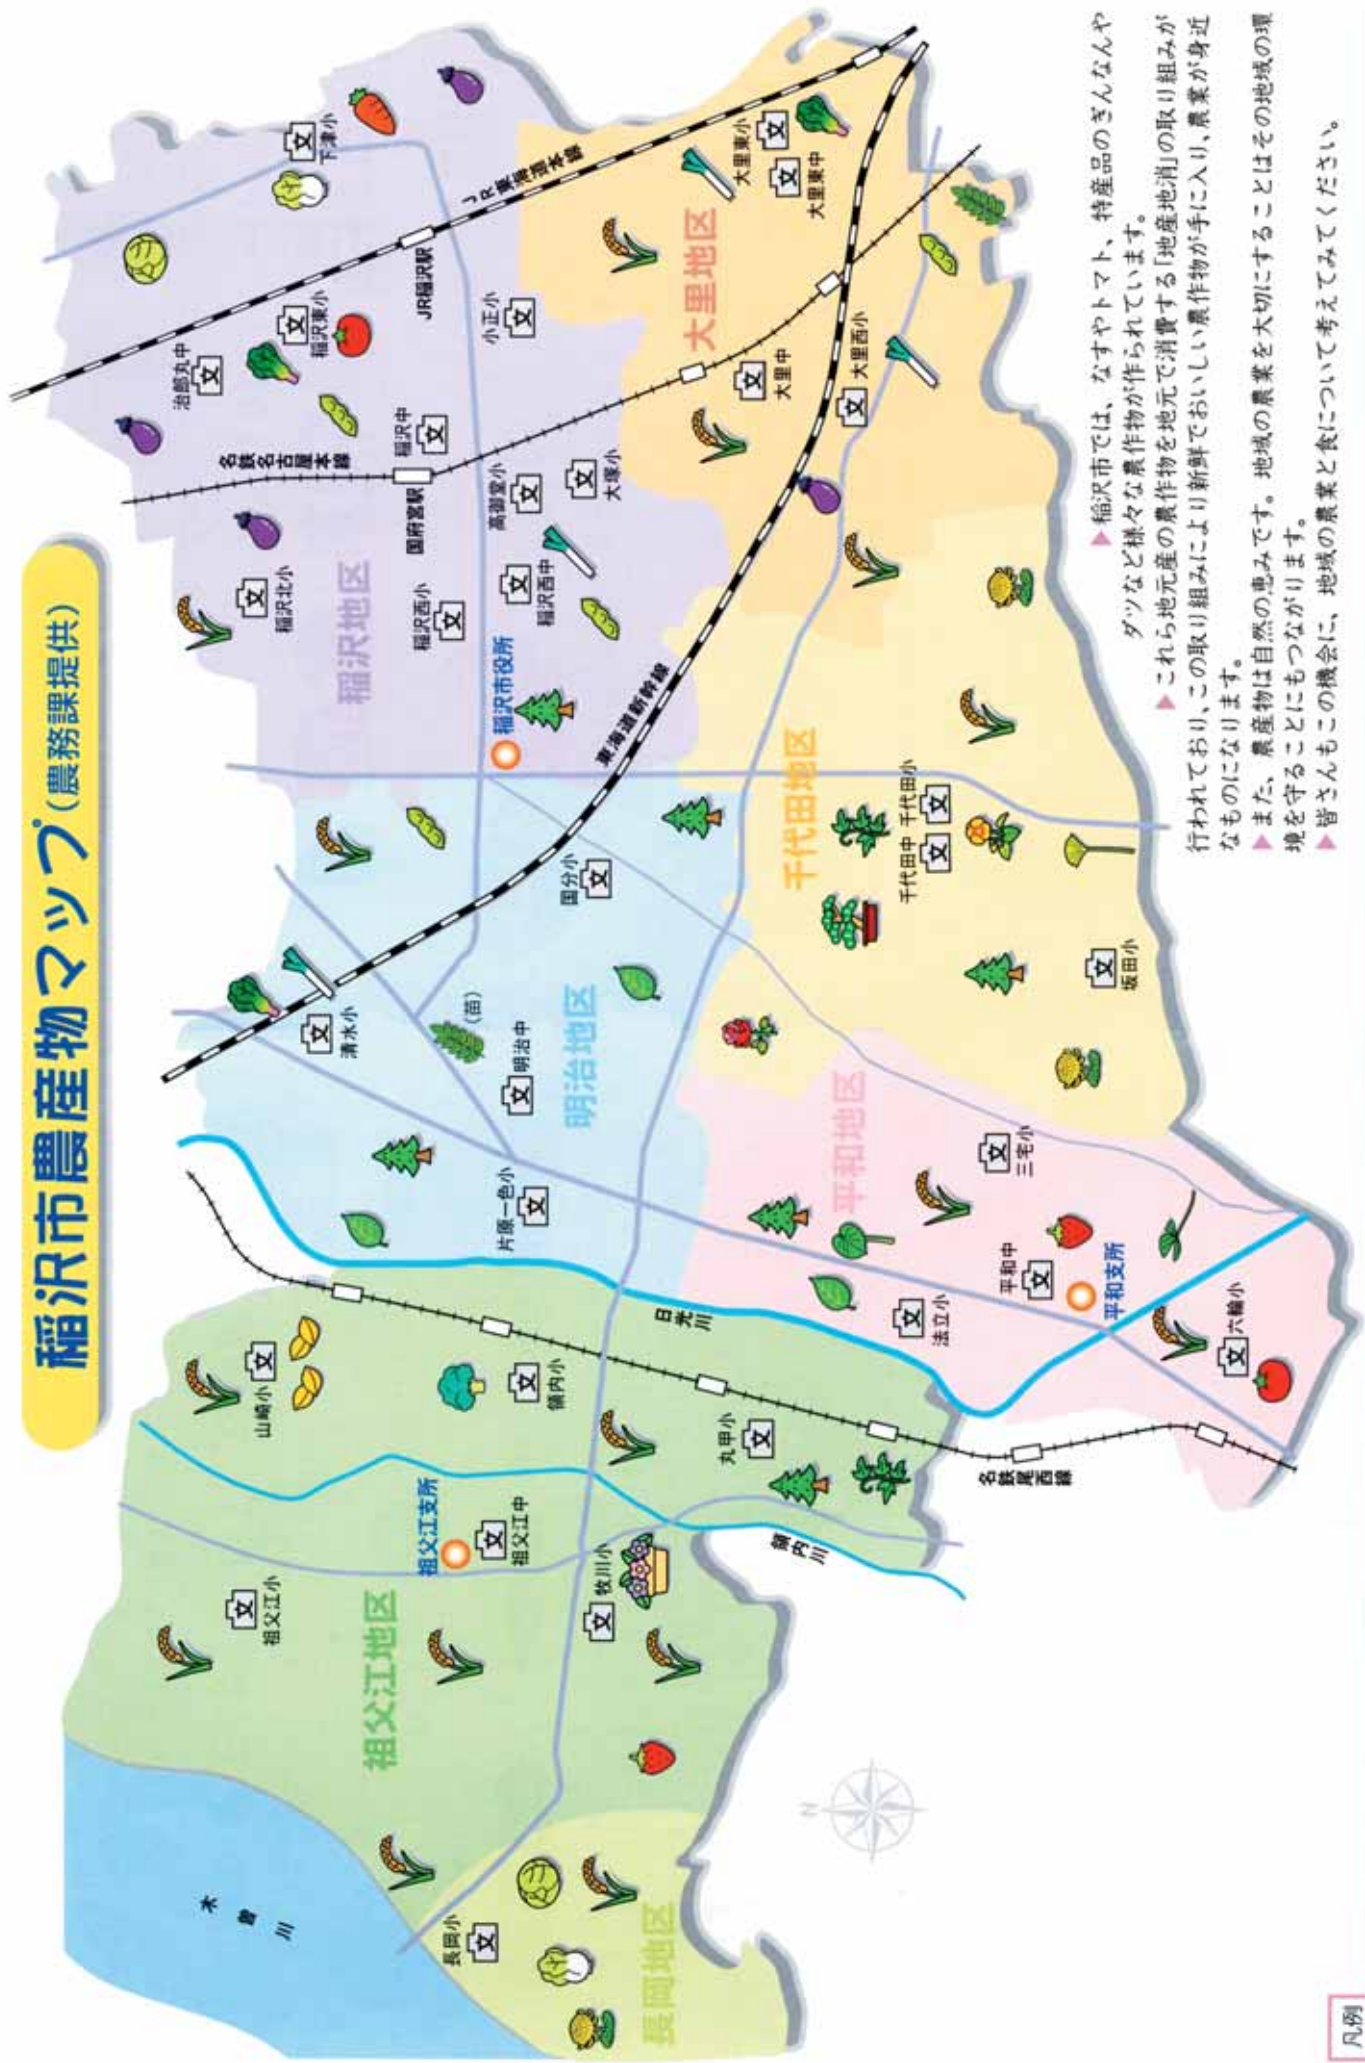 稲沢市農産物マップ(農務課提供)
木曽川
祖父江小
山崎小
祖父江地区
祖父江支所
祖父江中
領内小
長岡小
長岡地区
牧川小
丸甲小
領内川
日光川
名鉄尾西線
N
清水小
(苗)
明治中
片原一色小
明治地区
国分小
稲沢北小
稲沢地区
名鉄名古屋本線
治郎丸中
稲沢東小
下津小
国府宮駅
稲沢中
JR稲沢駅
JR東海道本線
稲沢西小
稲沢市役所
高御堂小
小正小
稲沢西中
大塚小
東海道新幹線
大里地区
大里東小
大里東中
大里中
大里西小
千代田地区
千代田中
千代田小
坂田小
平和地区
三宅小
法立小
平和中
平和支所
六輪小
▶稲沢市では、なすやトマト、特産品のぎんなんや
ダツなど様々な農作物が作られています。
▶これら地元産の農作物を地元で消費する「地産地消」の取り組みが
行われており、この取り組みにより新鮮でおいしい農作物が手に入り、農業が身近
なものになります。
▶また、農産物は自然の恵みです。地域の農業を大切にすることはその地域の環
境を守ることにもつながります。
▶皆さんもこの機会に、地域の農業と食について考えてみてください。
凡例